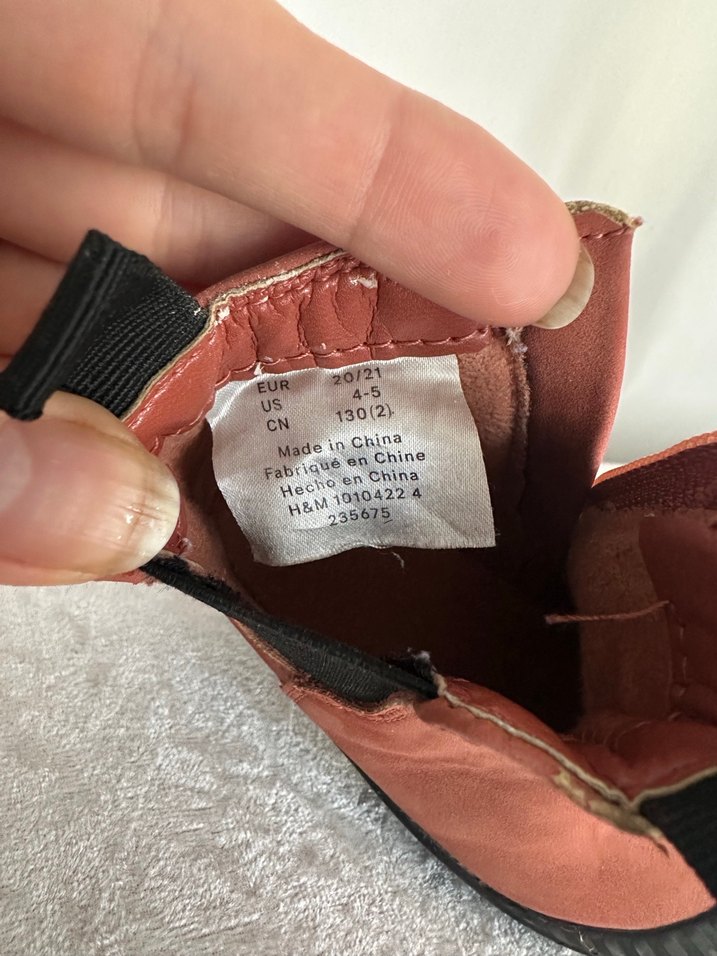 EUR 20/21
US 4-5
CN 130(2)
Made in China
Fabriqué en Chine
Hecho en China
H&M 1010422 4
235675